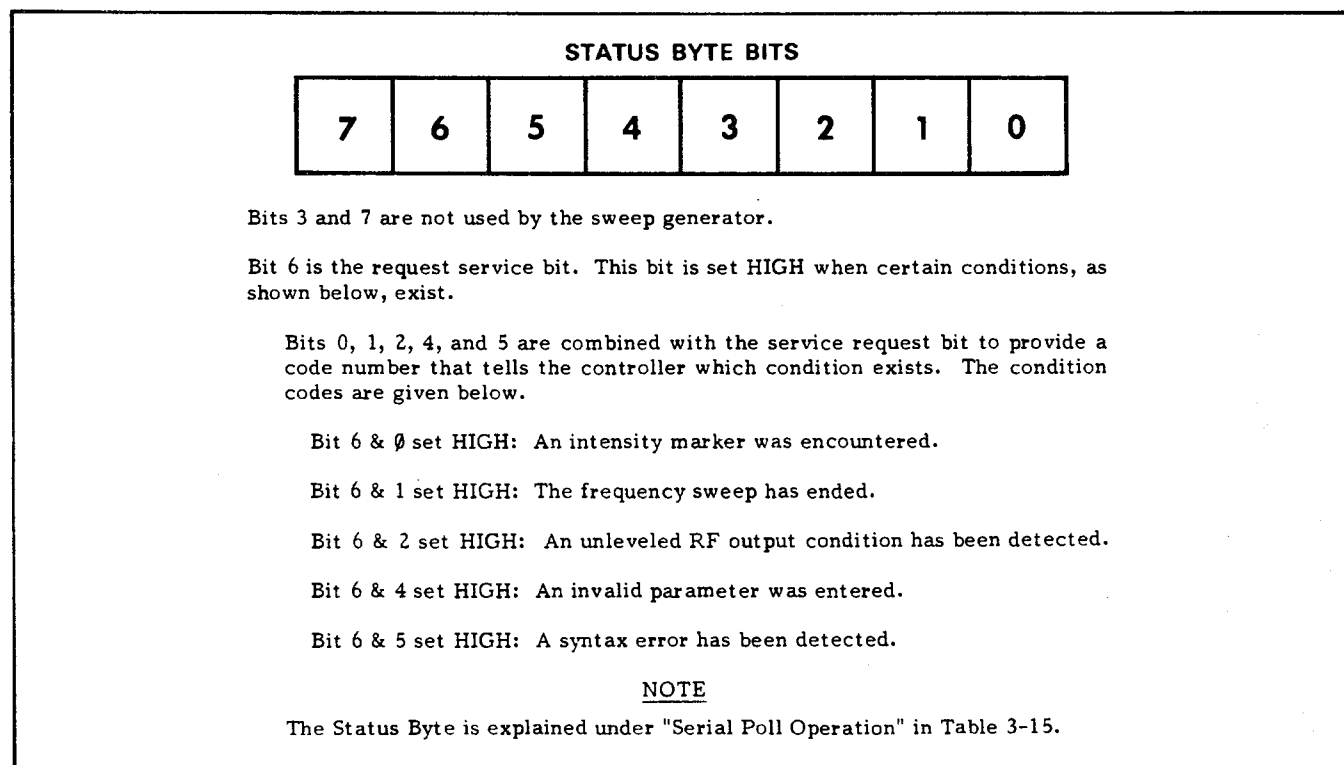 STATUS BYTE BITS
7 6 5 4 3 2 1 0
Bits 3 and 7 are not used by the sweep generator.
Bit 6 is the request service bit. This bit is set HIGH when certain conditions, as
shown below, exist.
Bits 0, 1, 2, 4, and 5 are combined with the service request bit to provide a
code number that tells the controller which condition exists. The condition
codes are given below.
Bit 6 & Ø set HIGH: An intensity marker was encountered.
Bit 6 & 1 set HIGH: The frequency sweep has ended.
Bit 6 & 2 set HIGH: An unleveled RF output condition has been detected.
Bit 6 & 4 set HIGH: An invalid parameter was entered.
Bit 6 & 5 set HIGH: A syntax error has been detected.
NOTE
The Status Byte is explained under "Serial Poll Operation" in Table 3-15.